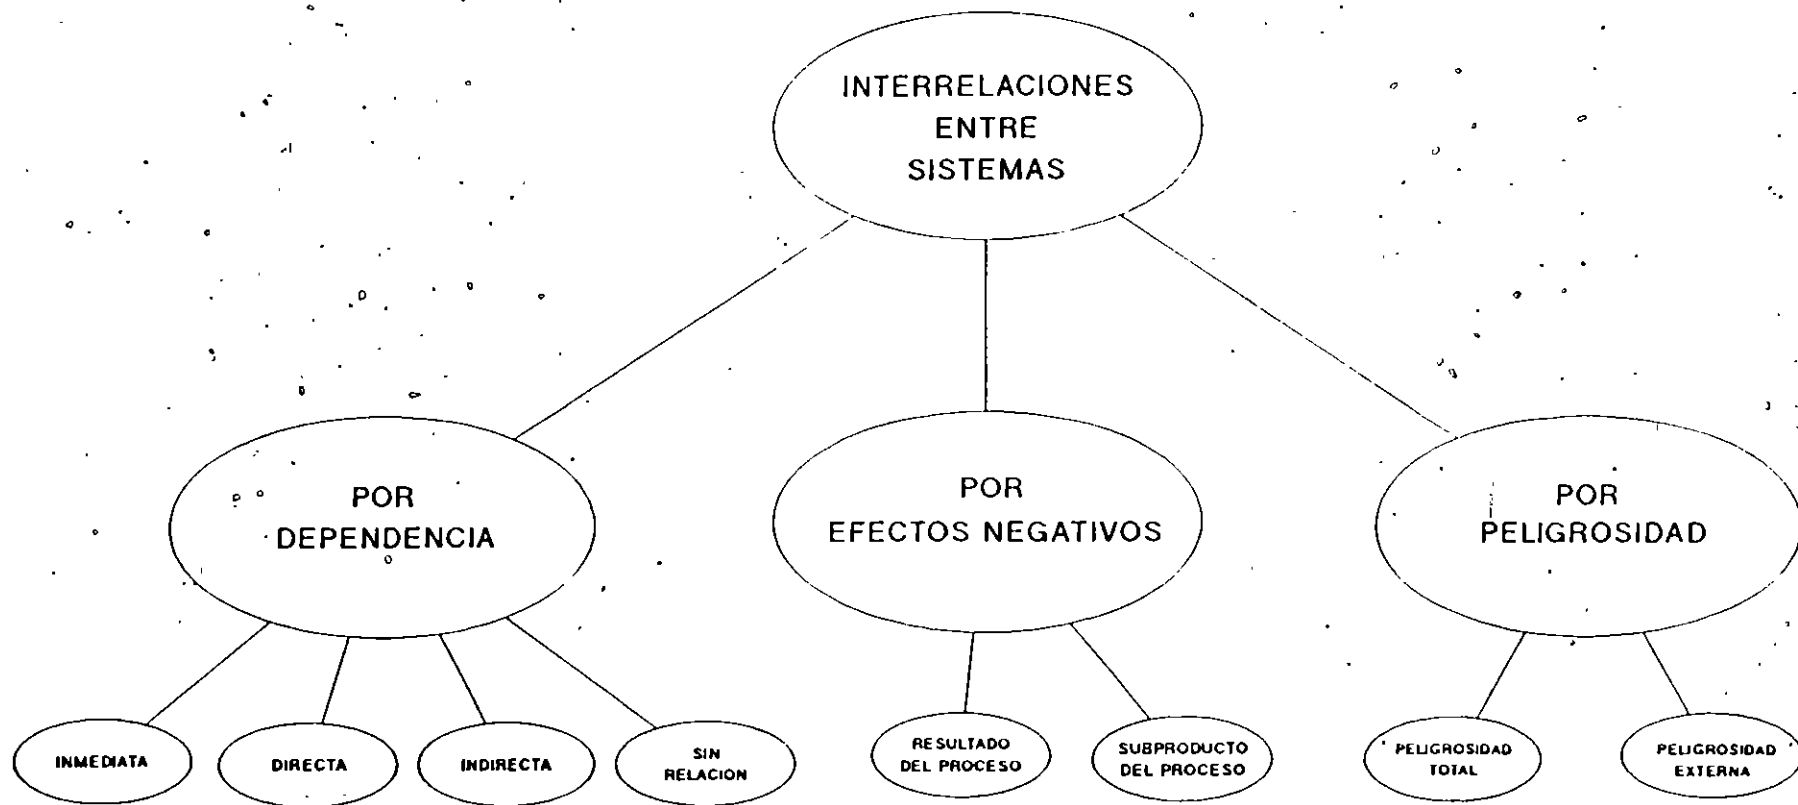 INTERRELACIONES
ENTRE
SISTEMAS
POR
DEPENDENCIA
POR
EFECTOS NEGATIVOS
POR
PELIGROSIDAD
INMEDIATA
DIRECTA
INDIRECTA
SIN
RELACION
RESULTADO
DEL PROCESO
SUBPRODUCTO
DEL PROCESO
PELIGROSIDAD
TOTAL
PELIGROSIDAD
EXTERNA